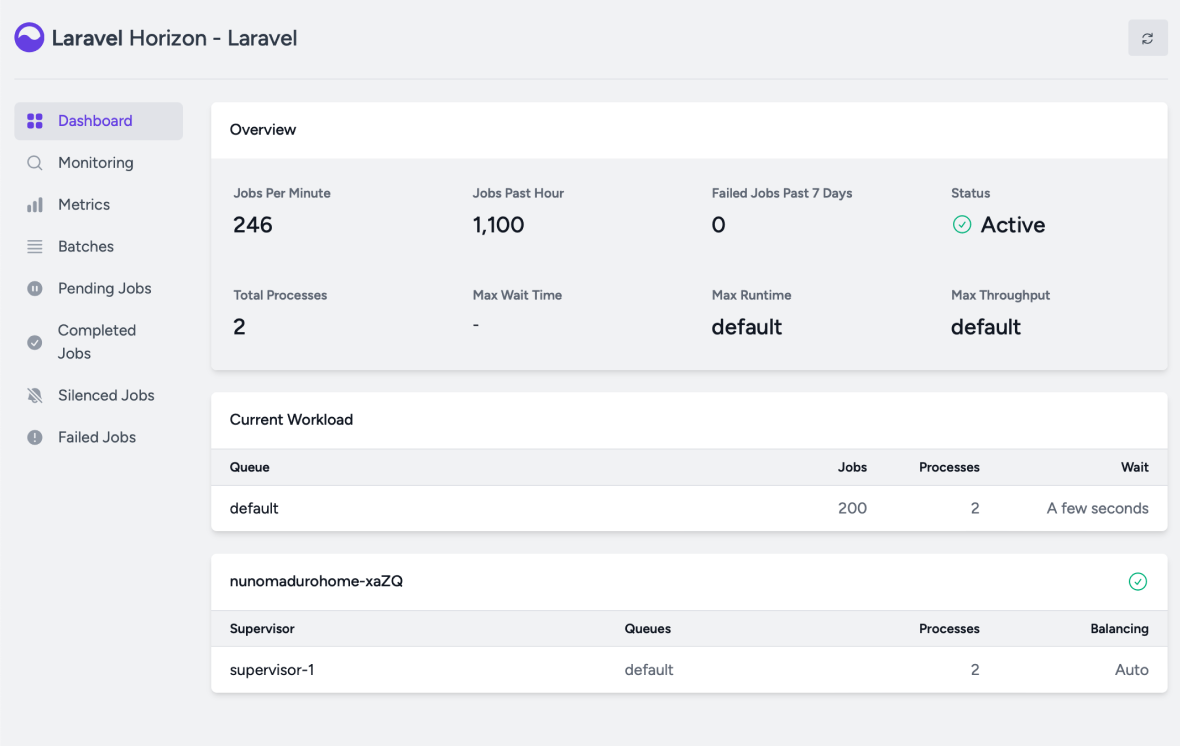 Laravel Horizon - Laravel
Dashboard
Monitoring
Metrics
Batches
Pending Jobs
Completed
Jobs
Silenced Jobs
Failed Jobs
Overview
Jobs Per Minute
246
Jobs Past Hour
1,100
Failed Jobs Past 7 Days
0
Status
Active
Total Processes
2
Max Wait Time
-
Max Runtime
default
Max Throughput
default
Current Workload
Queue Jobs Processes Wait
default 200 2 A few seconds
nunomadurohome-xaZQ
Supervisor Queues Processes Balancing
supervisor-1 default 2 Auto